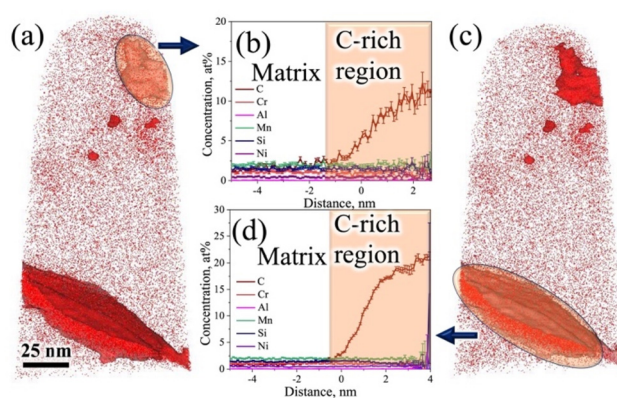 (a)
25 nm
(b)
C-rich
region
Matrix
Concentration, at%
20
15
10
5
0
C
Cr
Al
Mn
Si
Ni
-4
-2
0
2
Distance, nm
(d)
C-rich
region
Matrix
Concentration, at%
30
25
20
15
10
5
0
C
Cr
Al
Mn
Si
Ni
-4
-2
0
2
4
Distance, nm
(c)